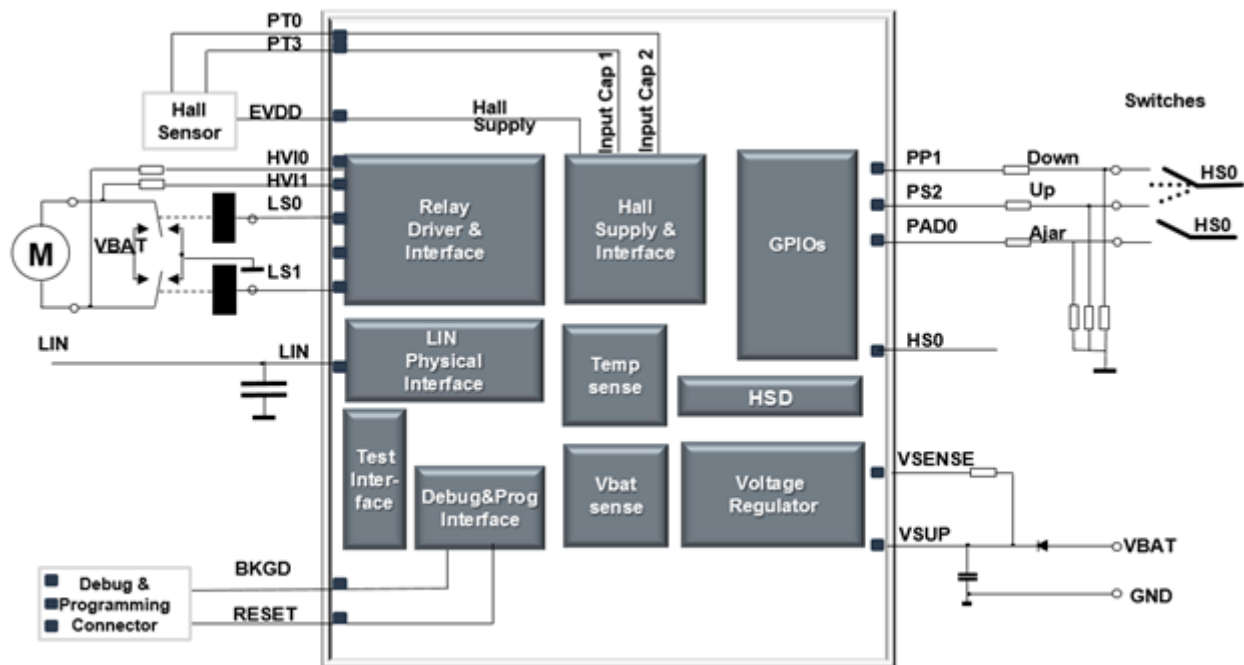 PT0
PT3
Hall
Sensor
EVDD
Hall
Supply
Input Cap 1
Input Cap 2
Switches
HVI0
HVI1
LS0
VBAT
LS1
M
Relay
Driver &
Interface
Hall
Supply &
Interface
GPIOs
PP1
Down
HS0
PS2
Up
PAD0
Ajar
HS0
LIN
LIN
LIN
Physical
Interface
Temp
sense
HS0
HSD
Test
Inter-
face
Debug&Prog
Interface
Vbat
sense
Voltage
Regulator
VSENSE
VSUP
VBAT
GND
BKGD
RESET
Debug &
Programming
Connector